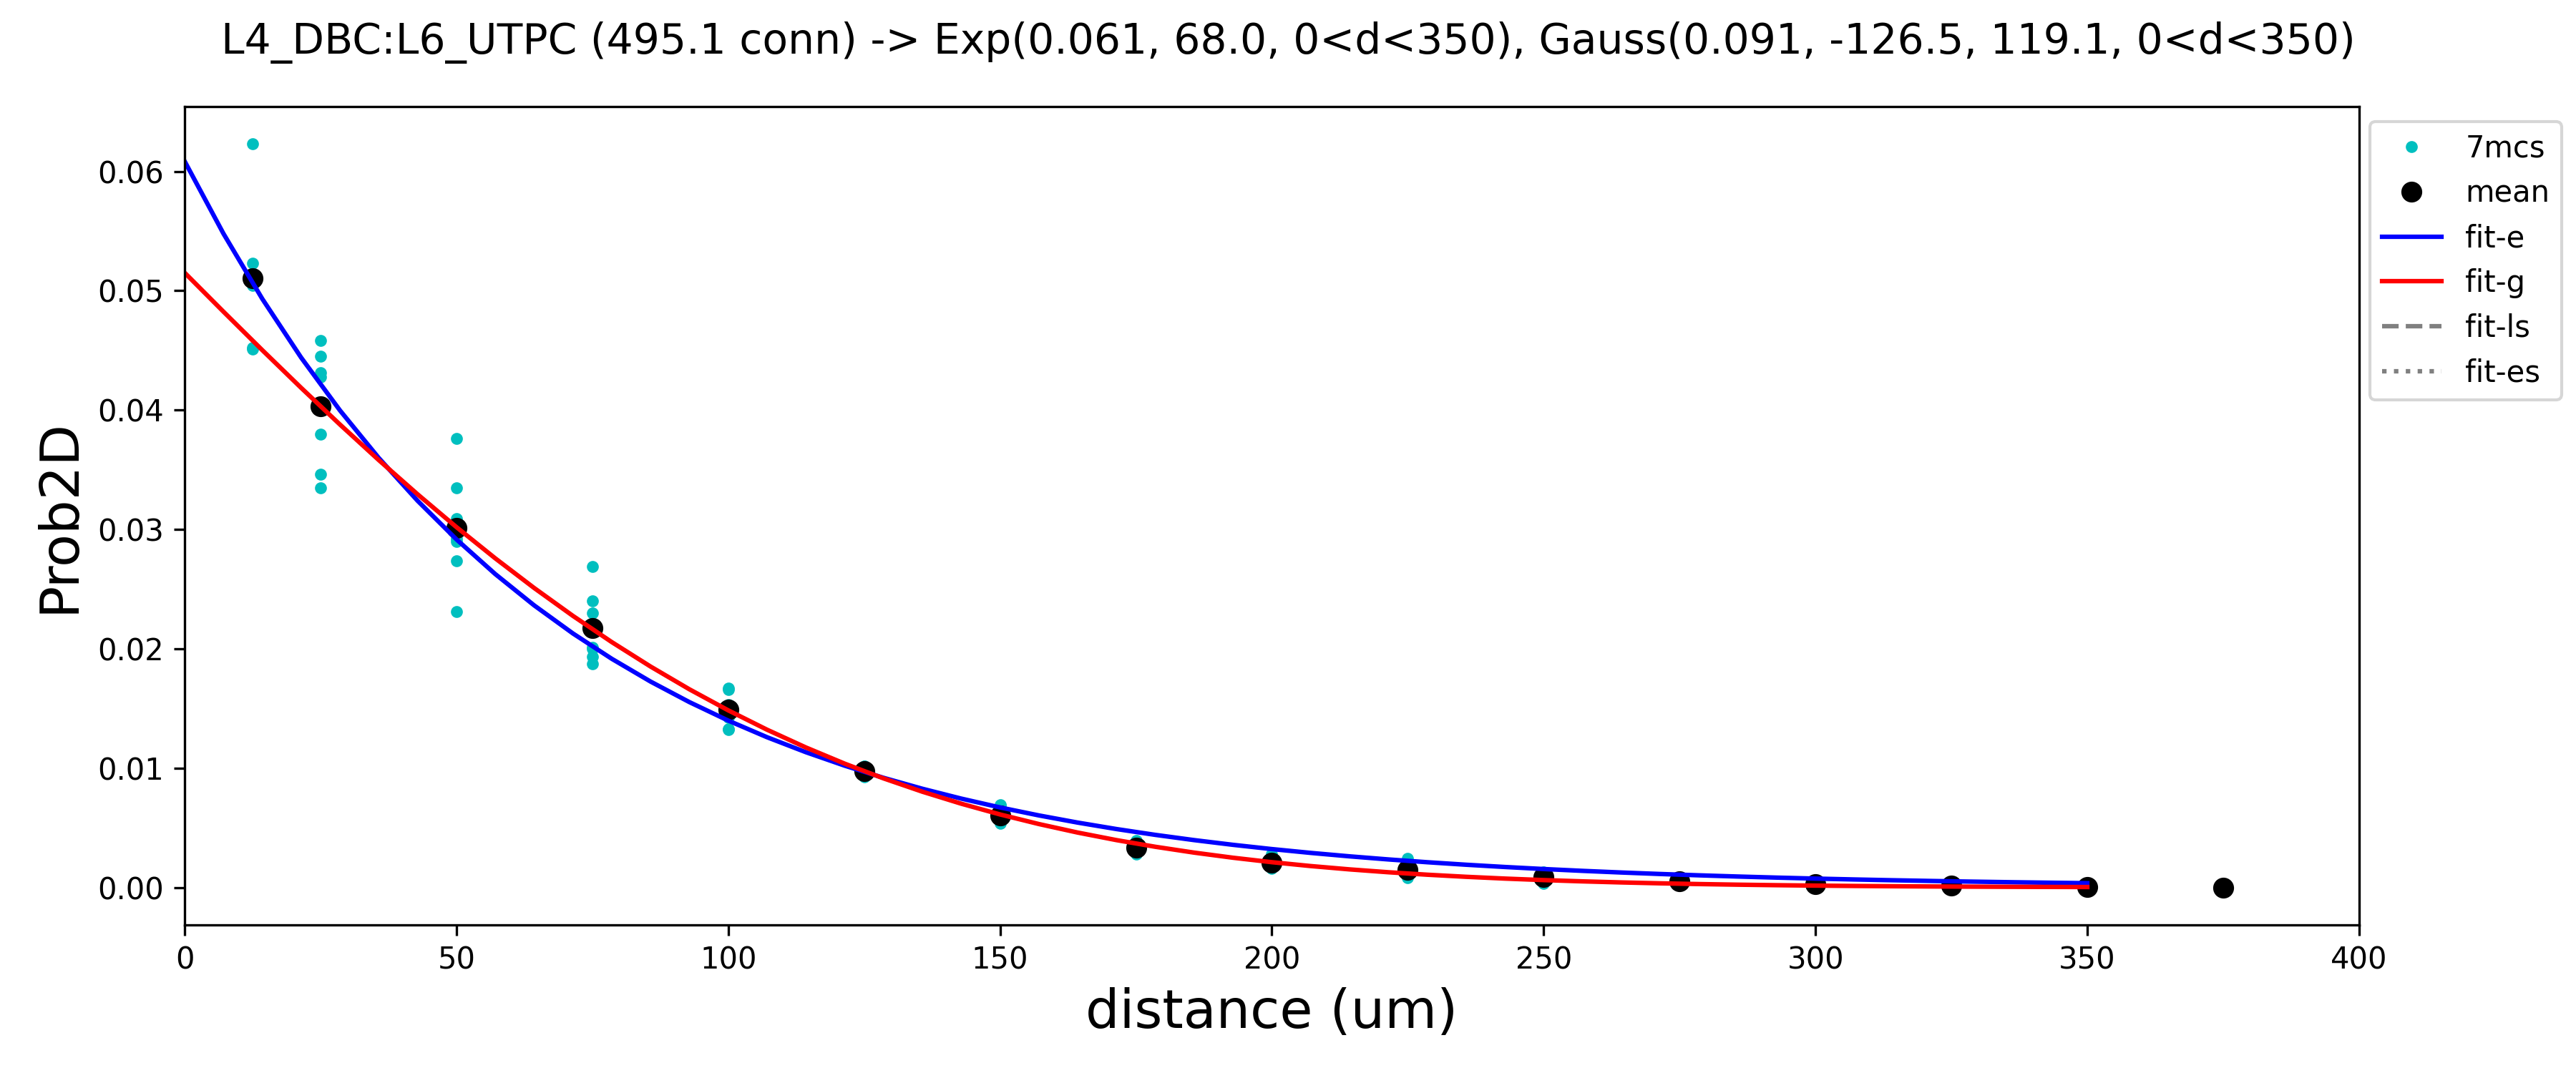 L4_DBC:L6_UTPC (495.1 conn) -> Exp(0.061, 68.0, 0<d<350), Gauss(0.091, -126.5, 119.1, 0<d<350)
7mcs
mean
fit-e
fit-g
fit-ls
fit-es
Prob2D
0.06
0.05
0.04
0.03
0.02
0.01
0.00
0 50 100 150 200 250 300 350 400
distance (um)